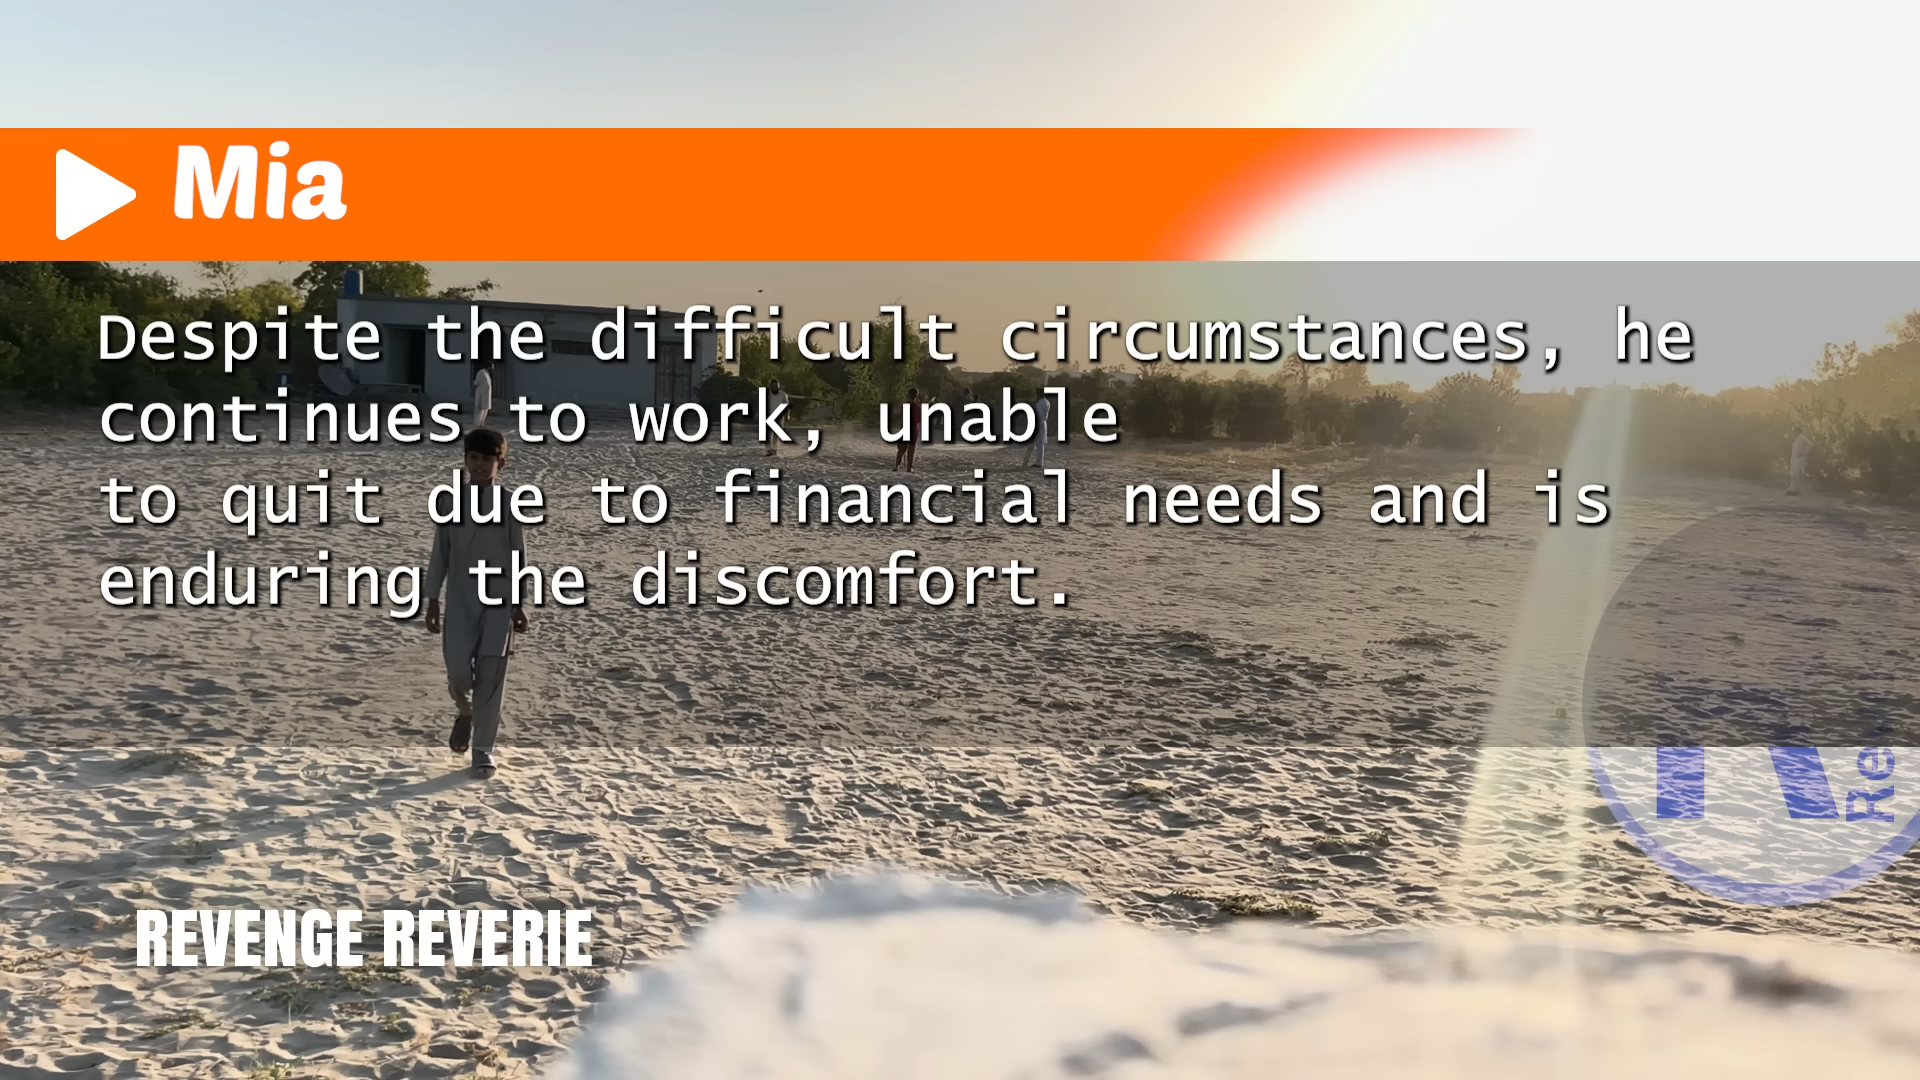 Mia
Despite the difficult circumstances, he
continues to work, unable
to quit due to financial needs and is
enduring the discomfort.
Re
REVENGE REVERIE